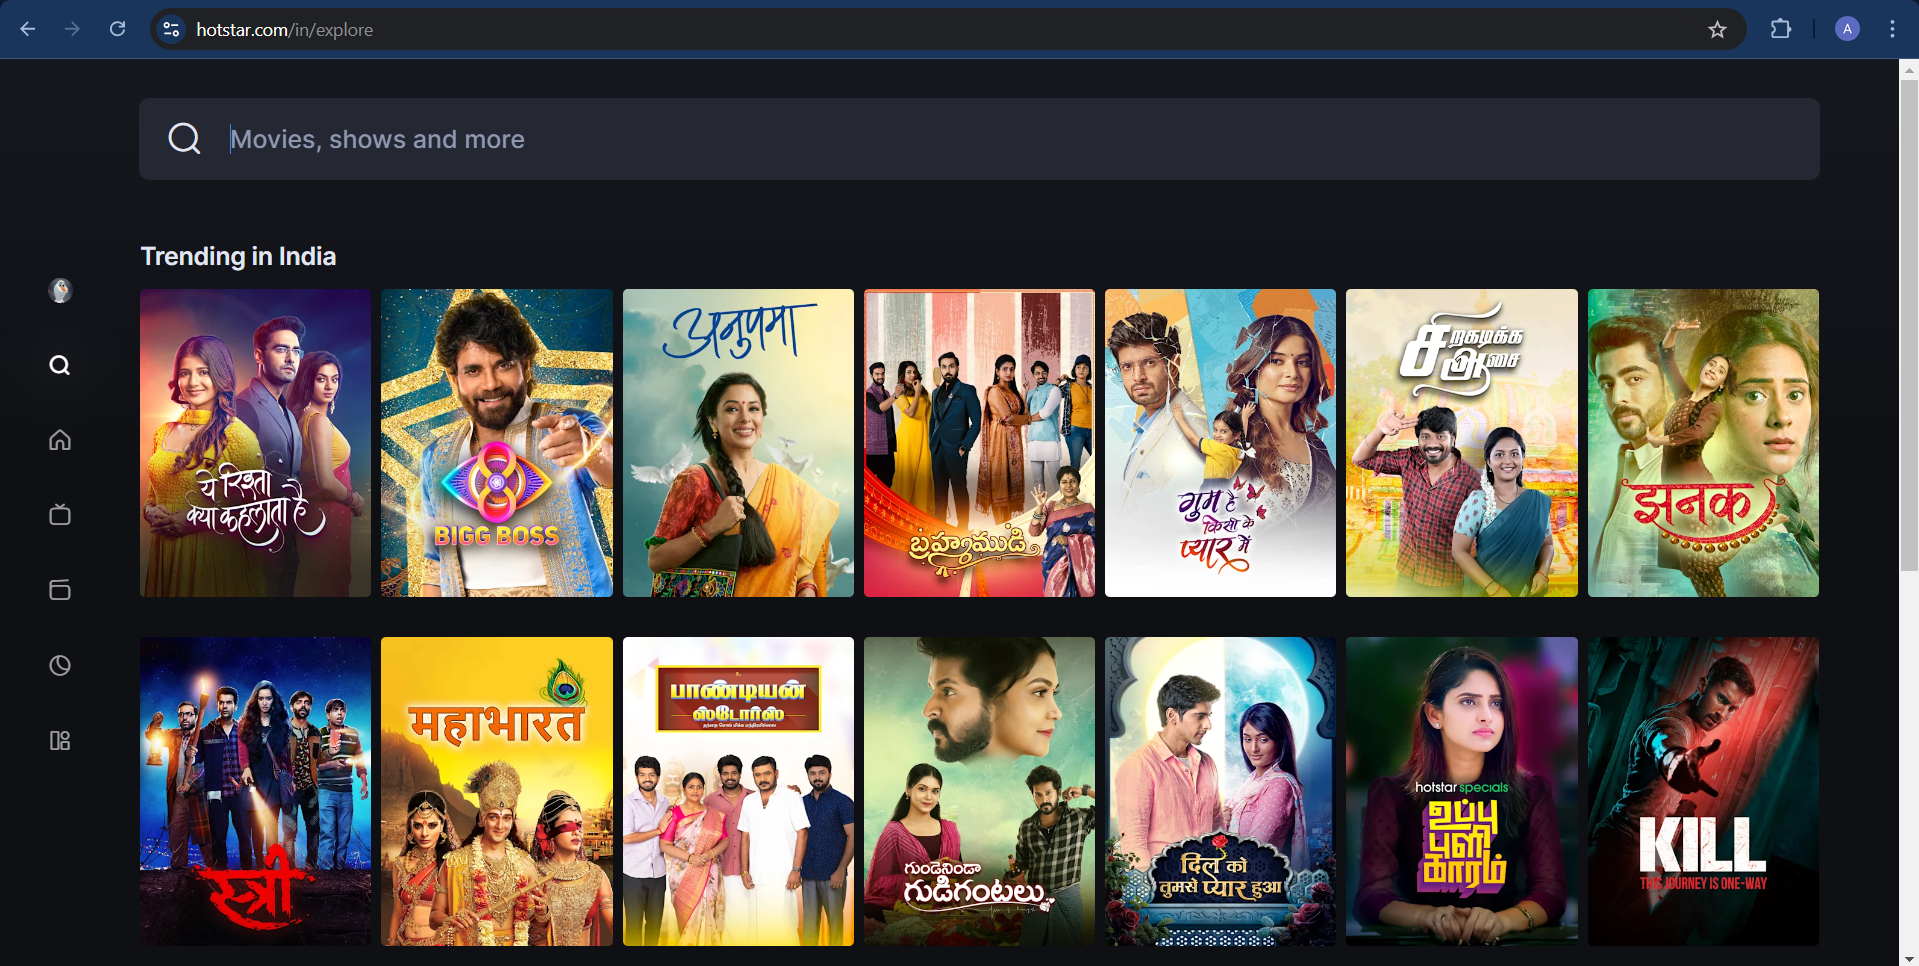 hotstar.com/in/explore
A
Movies, shows and more
Trending in India
ये रिश्ता
क्या कहलाता है
BIGG BOSS
अनुपमा
బ్రహ్మముడి
गुम है
किसी के
प्यार में
சிறகடிக்க
ஆசை
झनक
स्त्री
महाभारत
பாண்டியன்
ஸ்டோர்ஸ்
గుండెనిండా
గుడిగంటలు
दिल को
तुमसे प्यार हुआ
hotstar specials
உப்பு
புளி
காரம்
KILL
THIS JOURNEY IS ONE-WAY